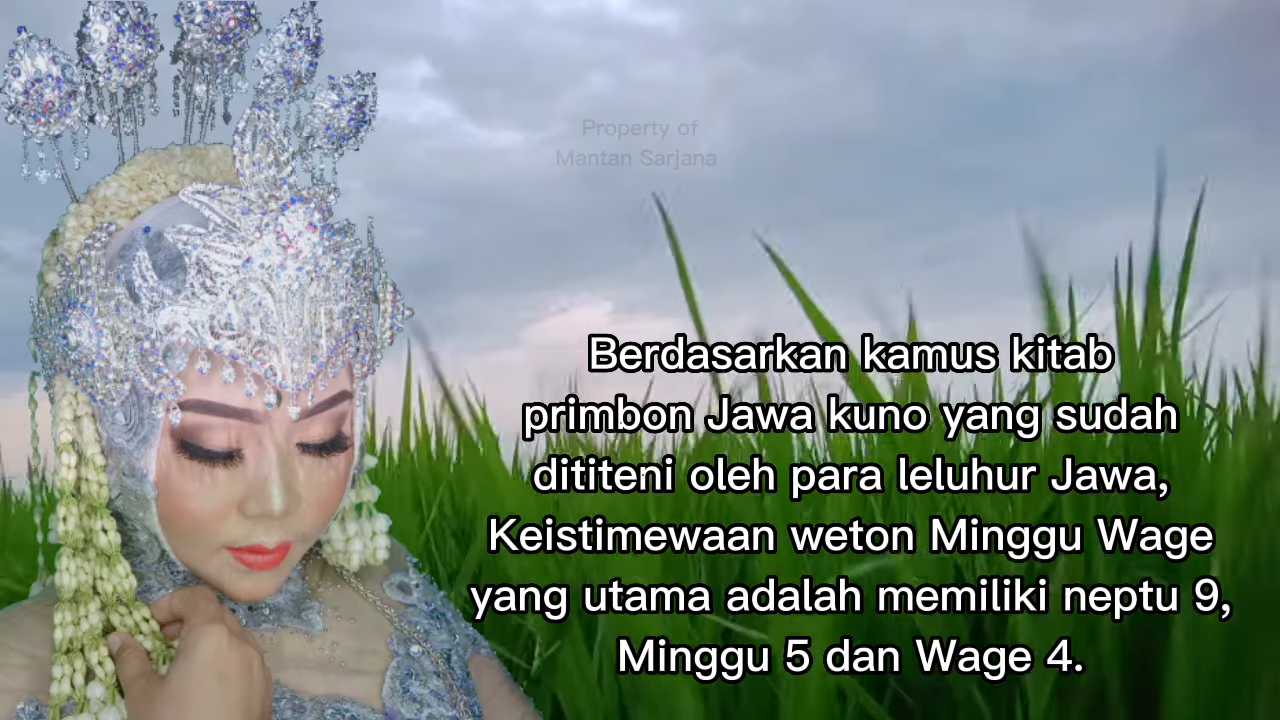 Property of
Mantan Sarjana
Berdasarkan kamus kitab
primbon Jawa kuno yang sudah
dititeni oleh para leluhur Jawa,
Keistimewaan weton Minggu Wage
yang utama adalah memiliki neptu 9,
Minggu 5 dan Wage 4.